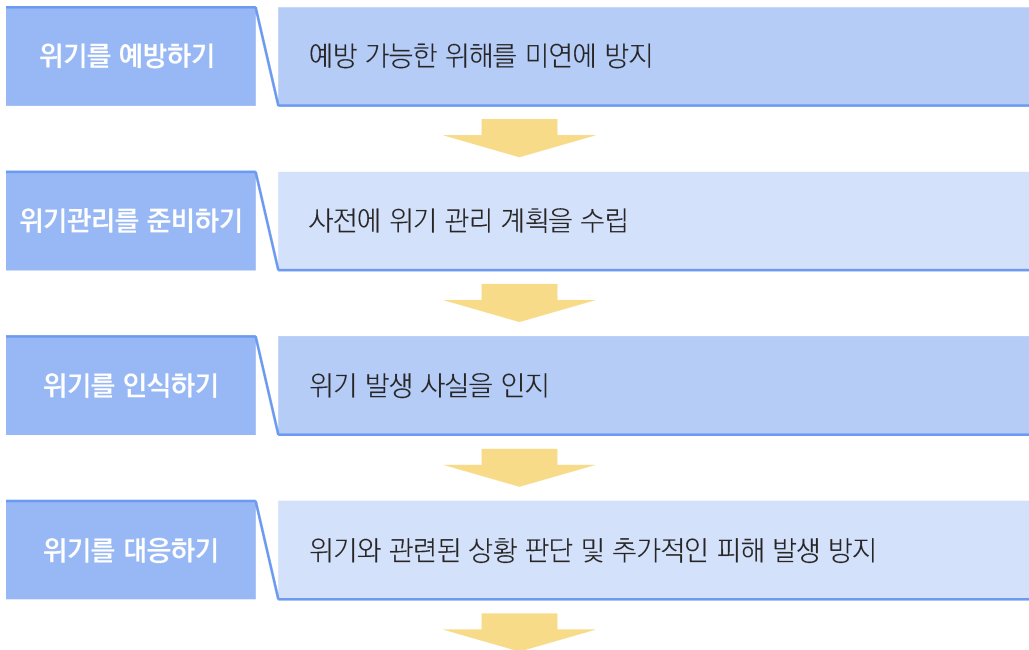 위기를 예방하기
예방 가능한 위해를 미연에 방지
위기관리를 준비하기
사전에 위기 관리 계획을 수립
위기를 인식하기
위기 발생 사실을 인지
위기를 대응하기
위기와 관련된 상황 판단 및 추가적인 피해 발생 방지